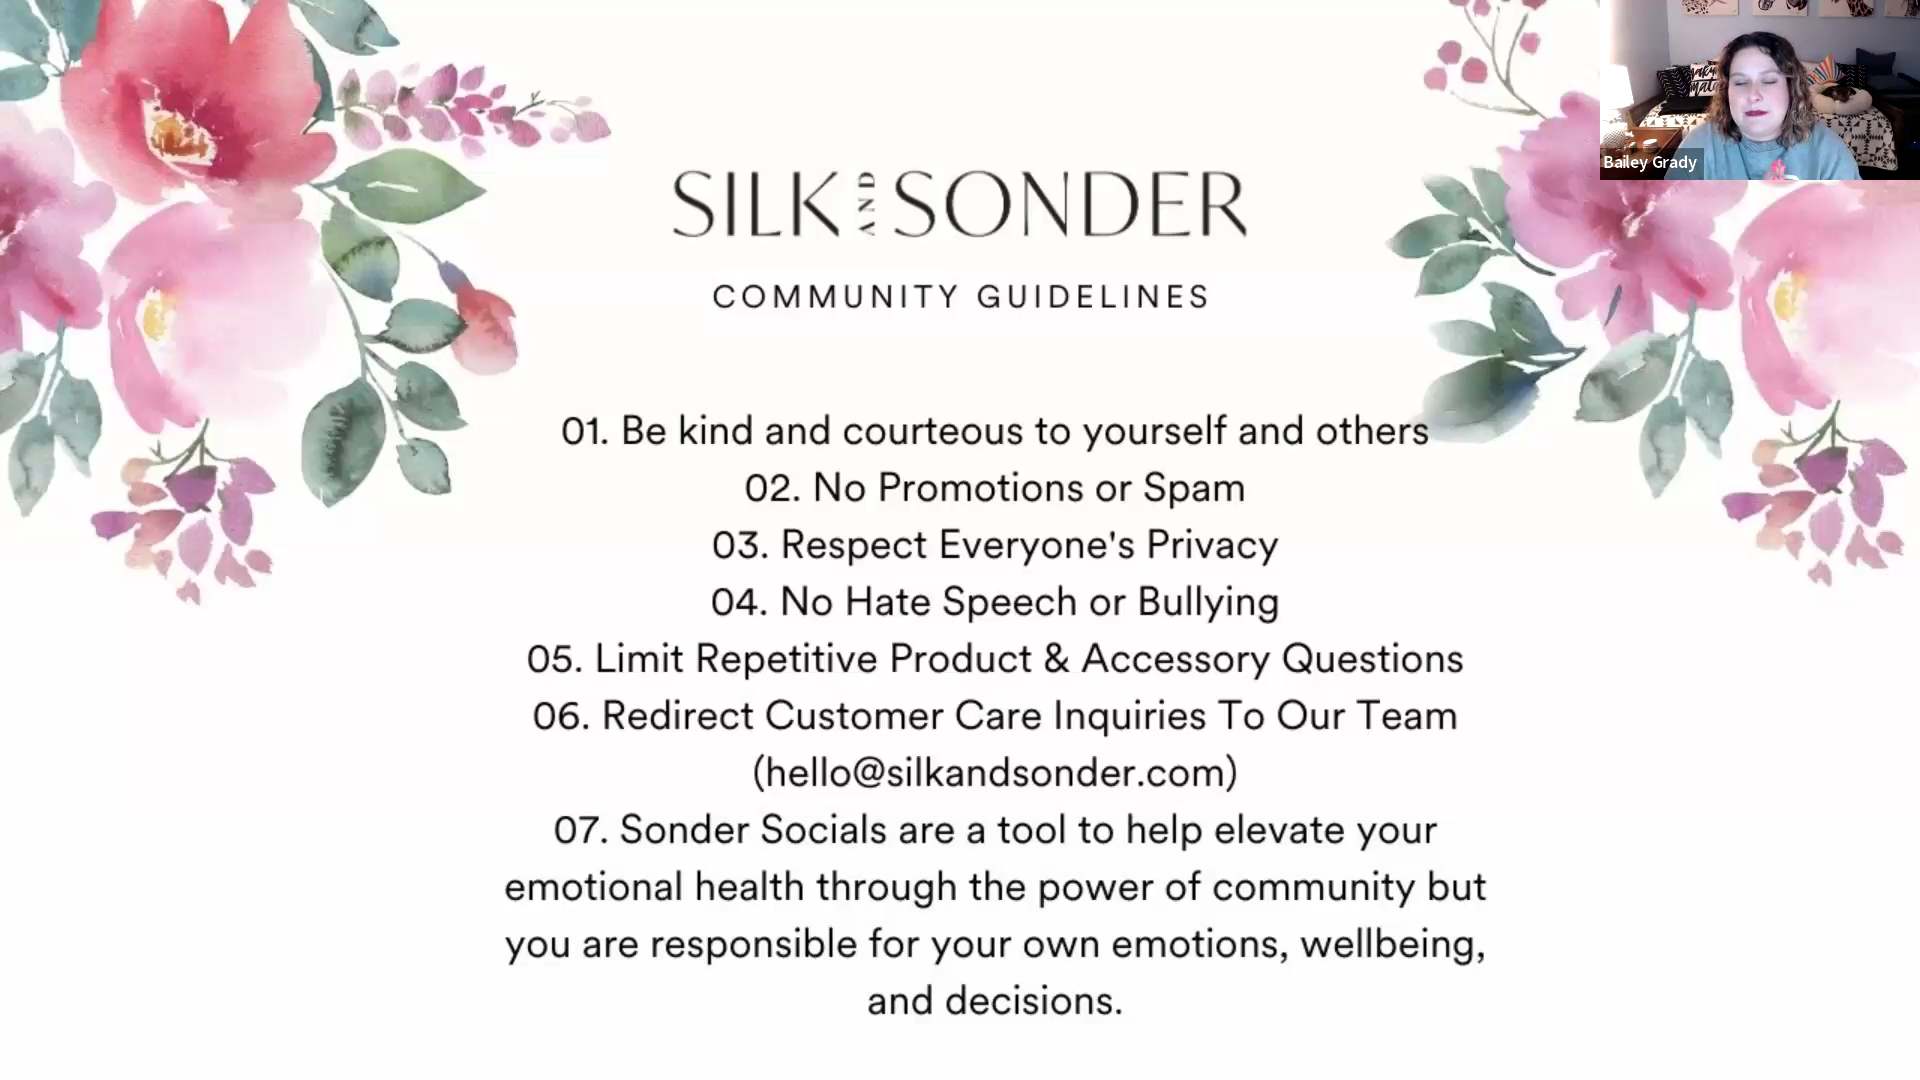 SILK AND SONDER
COMMUNITY GUIDELINES
01. Be kind and courteous to yourself and others
02. No Promotions or Spam
03. Respect Everyone's Privacy
04. No Hate Speech or Bullying
05. Limit Repetitive Product & Accessory Questions
06. Redirect Customer Care Inquiries To Our Team
(hello@silkandsonder.com)
07. Sonder Socials are a tool to help elevate your
emotional health through the power of community but
you are responsible for your own emotions, wellbeing,
and decisions.
Bailey Grady